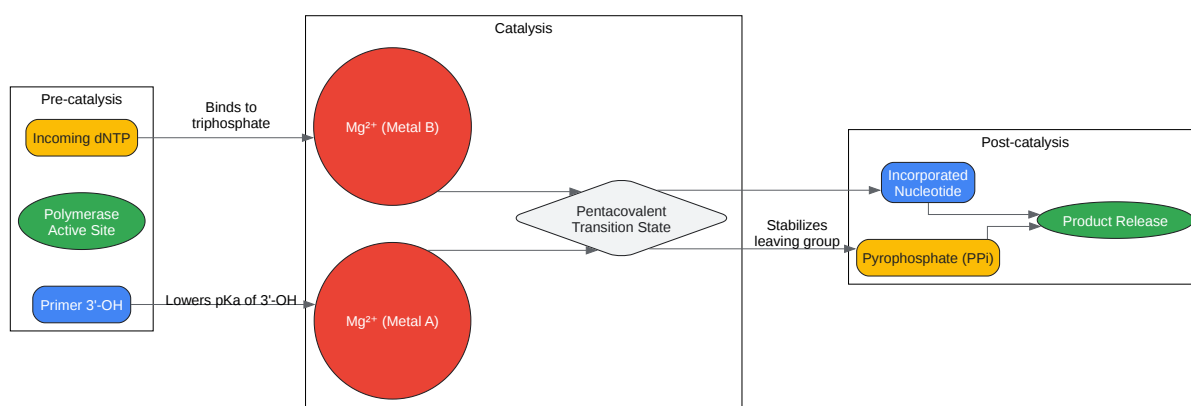 Pre-catalysis
Incoming dNTP
Polymerase
Active Site
Primer 3'-OH
Binds to
triphosphate
Lowers pKa of 3'-OH
Catalysis
Mg²⁺ (Metal B)
Mg²⁺ (Metal A)
Pentacovalent
Transition State
Stabilizes
leaving group
Post-catalysis
Incorporated
Nucleotide
Pyrophosphate (PPi)
Product Release